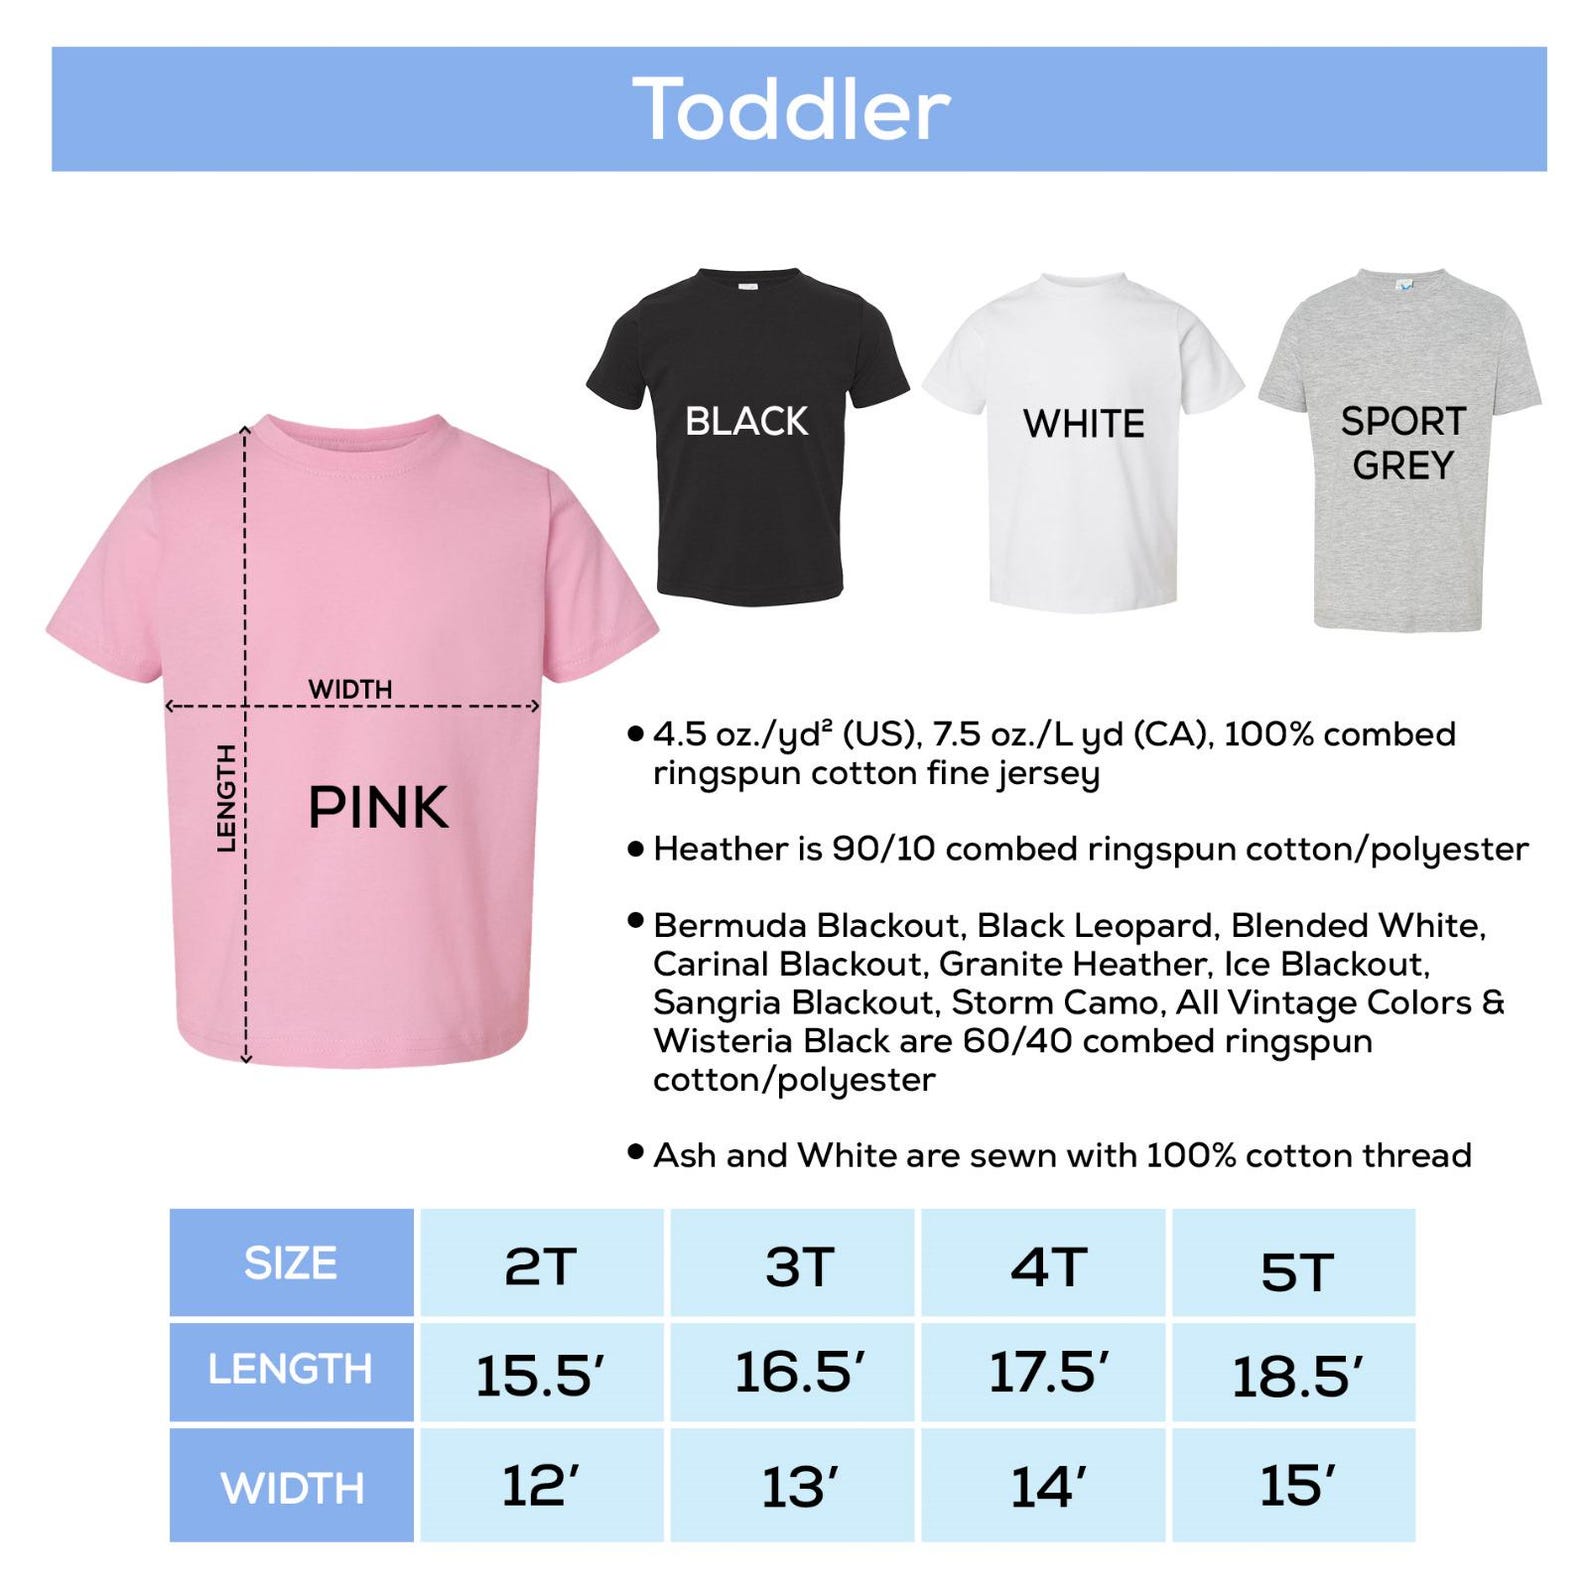 Toddler
BLACK
WHITE
SPORT
GREY
WIDTH
LENGTH
PINK
• 4.5 oz./yd² (US), 7.5 oz./L yd (CA), 100% combed
ringspun cotton fine jersey
• Heather is 90/10 combed ringspun cotton/polyester
• Bermuda Blackout, Black Leopard, Blended White,
Carinal Blackout, Granite Heather, Ice Blackout,
Sangria Blackout, Storm Camo, All Vintage Colors &
Wisteria Black are 60/40 combed ringspun
cotton/polyester
• Ash and White are sewn with 100% cotton thread
SIZE 2T 3T 4T 5T
LENGTH 15.5′ 16.5′ 17.5′ 18.5′
WIDTH 12′ 13′ 14′ 15′